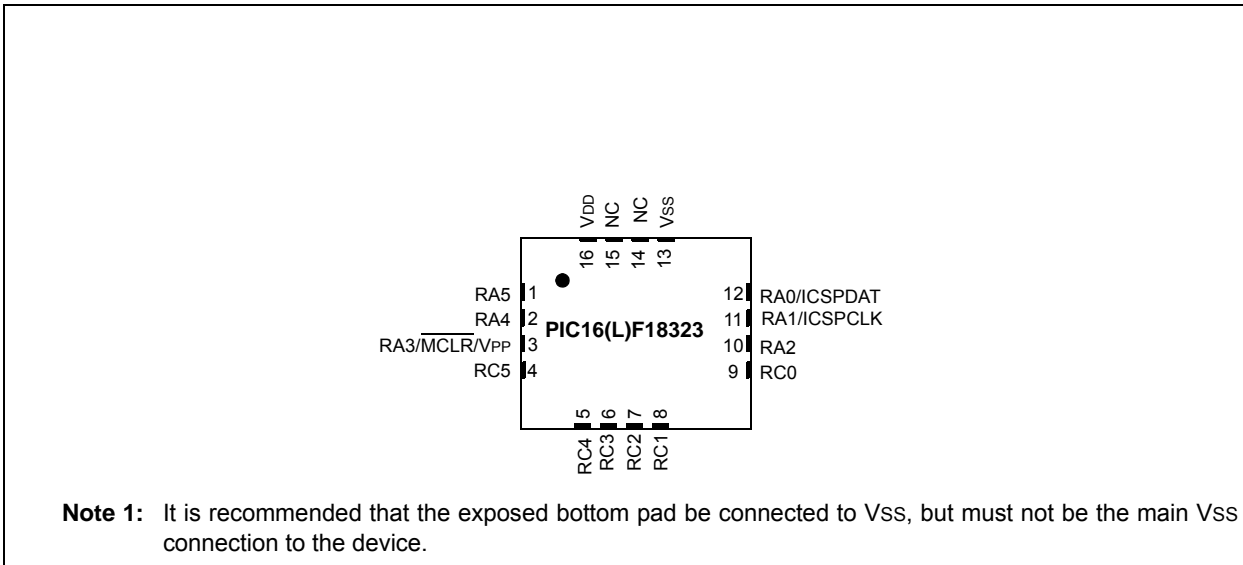 VDD
NC
NC
VSS
16
15
14
13
RA5 1
RA4 2
RA3/MCLR/VPP 3
RC5 4
PIC16(L)F18323
12 RA0/ICSPDAT
11 RA1/ICSPCLK
10 RA2
9 RC0
5
6
7
8
RC4
RC3
RC2
RC1
Note 1: It is recommended that the exposed bottom pad be connected to VSS, but must not be the main VSS
connection to the device.